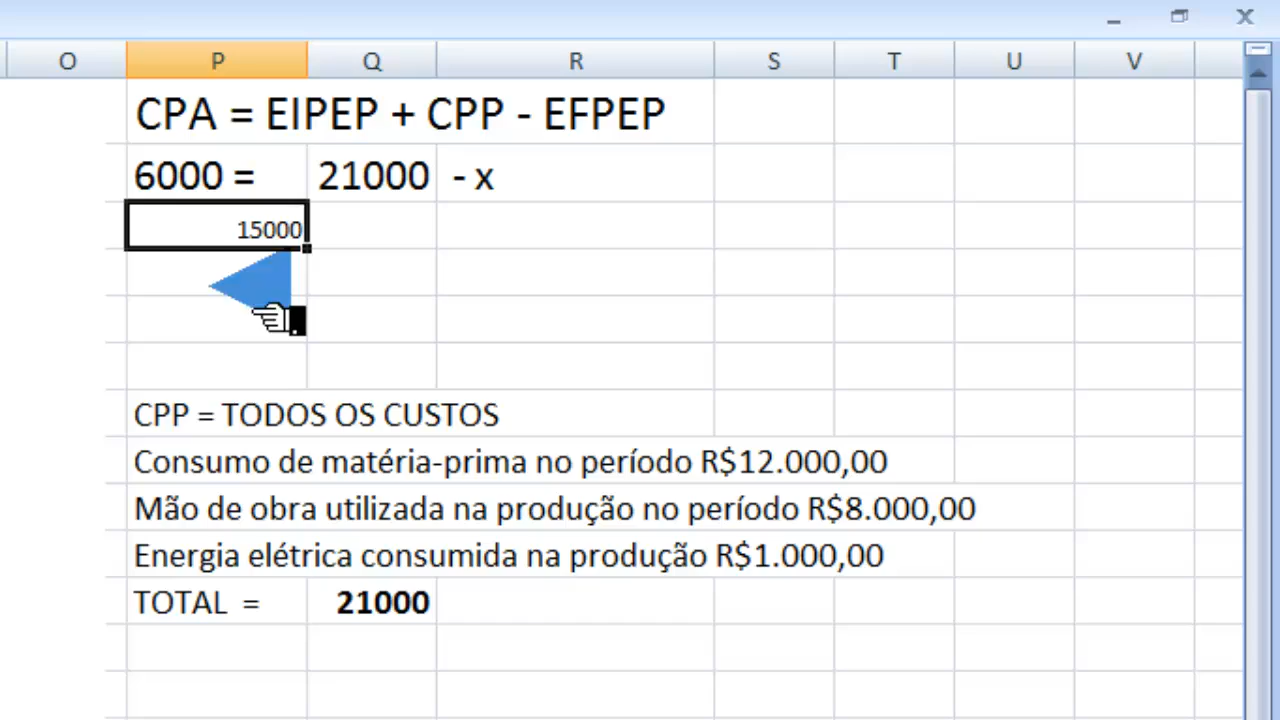 O P Q R S T U V
CPA = EIPEP + CPP - EFPEP
6000 = 21000 - x
15000
CPP = TODOS OS CUSTOS
Consumo de matéria-prima no período R$12.000,00
Mão de obra utilizada na produção no período R$8.000,00
Energia elétrica consumida na produção R$1.000,00
TOTAL = 21000